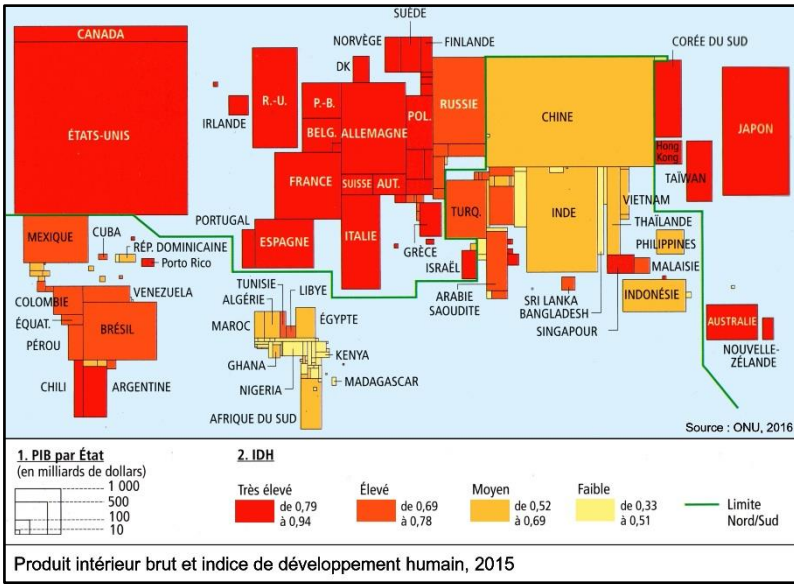 SUÈDE
CANADA
NORVÈGE
FINLANDE
CORÉE DU SUD
DK
R.-U.
P.-B.
RUSSIE
IRLANDE
POL.
BELG.
ALLEMAGNE
CHINE
ÉTATS-UNIS
JAPON
Hong
Kong
FRANCE
SUISSE
AUT.
TAÏWAN
TURQ.
INDE
VIETNAM
PORTUGAL
THAÏLANDE
MEXIQUE
CUBA
ESPAGNE
ITALIE
GRÈCE
PHILIPPINES
RÉP. DOMINICAINE
Porto Rico
ISRAËL
MALAISIE
TUNISIE
LIBYE
COLOMBIE
VENEZUELA
ALGÉRIE
ARABIE
SAOUDITE
SRI LANKA
BANGLADESH
SINGAPOUR
INDONÉSIE
ÉQUAT.
BRÉSIL
MAROC
ÉGYPTE
AUSTRALIE
PÉROU
GHANA
KENYA
NOUVELLE-
ZÉLANDE
CHILI
ARGENTINE
NIGERIA
MADAGASCAR
AFRIQUE DU SUD
Source : ONU, 2016
1. PIB par État
(en milliards de dollars)
1 000
500
100
10
2. IDH
Très élevé
de 0,79
à 0,94
Élevé
de 0,69
à 0,78
Moyen
de 0,52
à 0,69
Faible
de 0,33
à 0,51
Limite
Nord/Sud
Produit intérieur brut et indice de développement humain, 2015